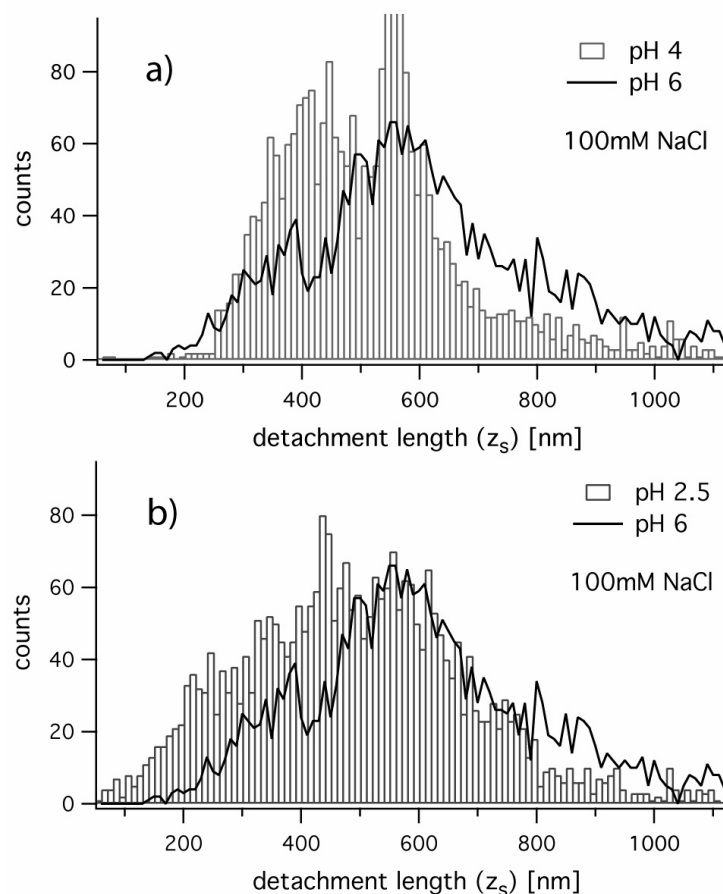 a)
pH 4
pH 6
100mM NaCl
80
60
40
20
0
counts
200 400 600 800 1000
detachment length (zs) [nm]
b)
pH 2.5
pH 6
100mM NaCl
80
60
40
20
0
counts
200 400 600 800 1000
detachment length (zs) [nm]